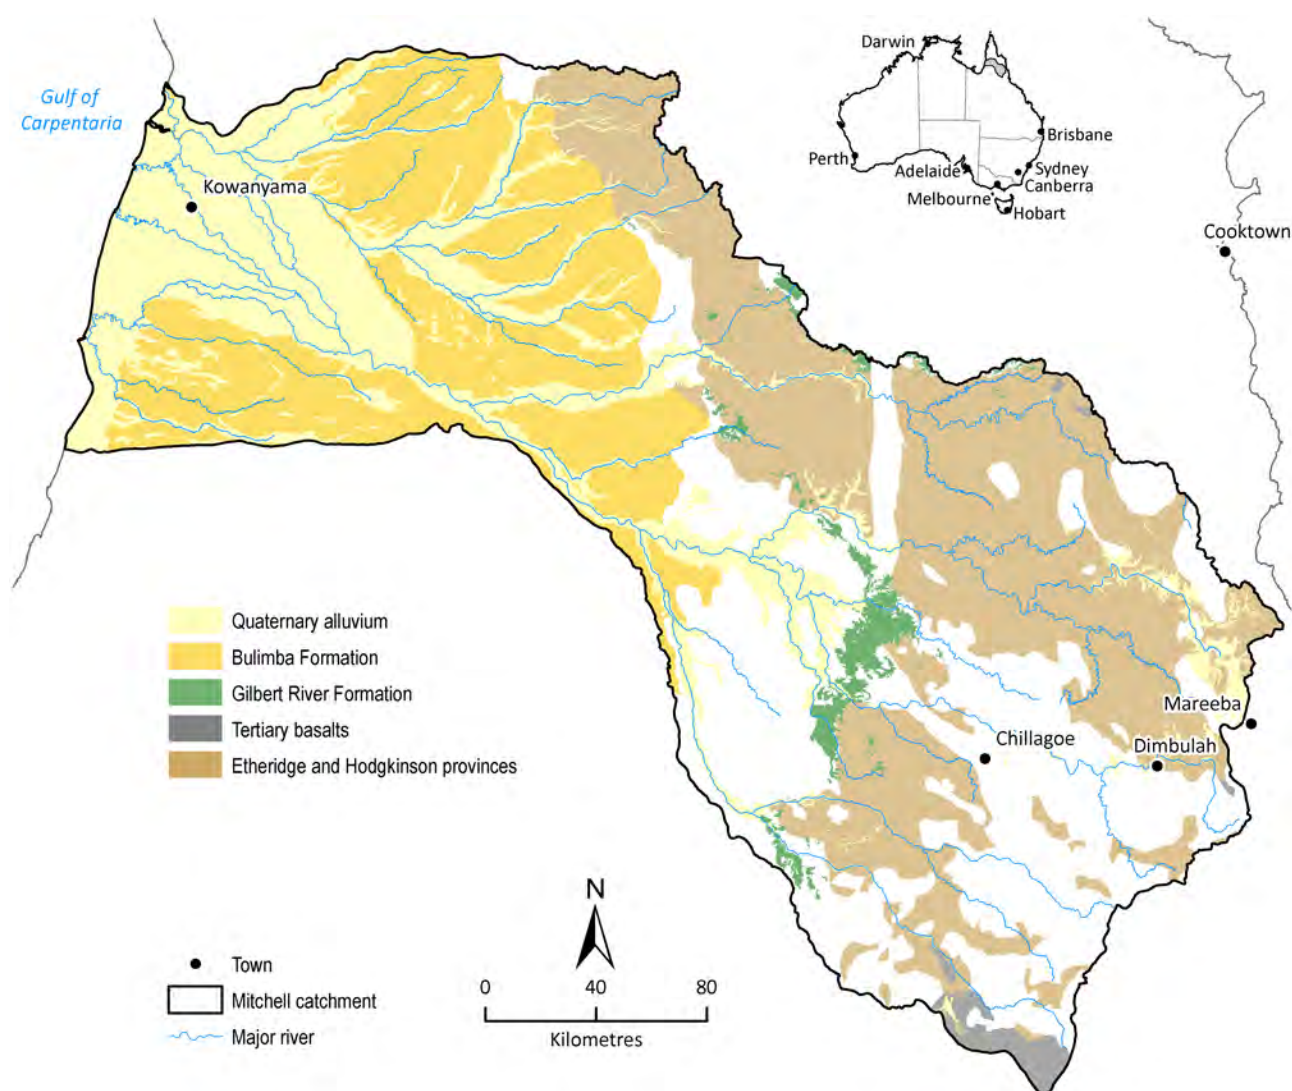 Gulf of
Carpentaria
Kowanyama
Darwin
Brisbane
Perth
Adelaide
Sydney
Canberra
Melbourne
Hobart
Cooktown
Quaternary alluvium
Bulimba Formation
Gilbert River Formation
Tertiary basalts
Etheridge and Hodgkinson provinces
Mareeba
Chillagoe
Dimbulah
N
Town
Mitchell catchment
Major river
0 40 80
Kilometres